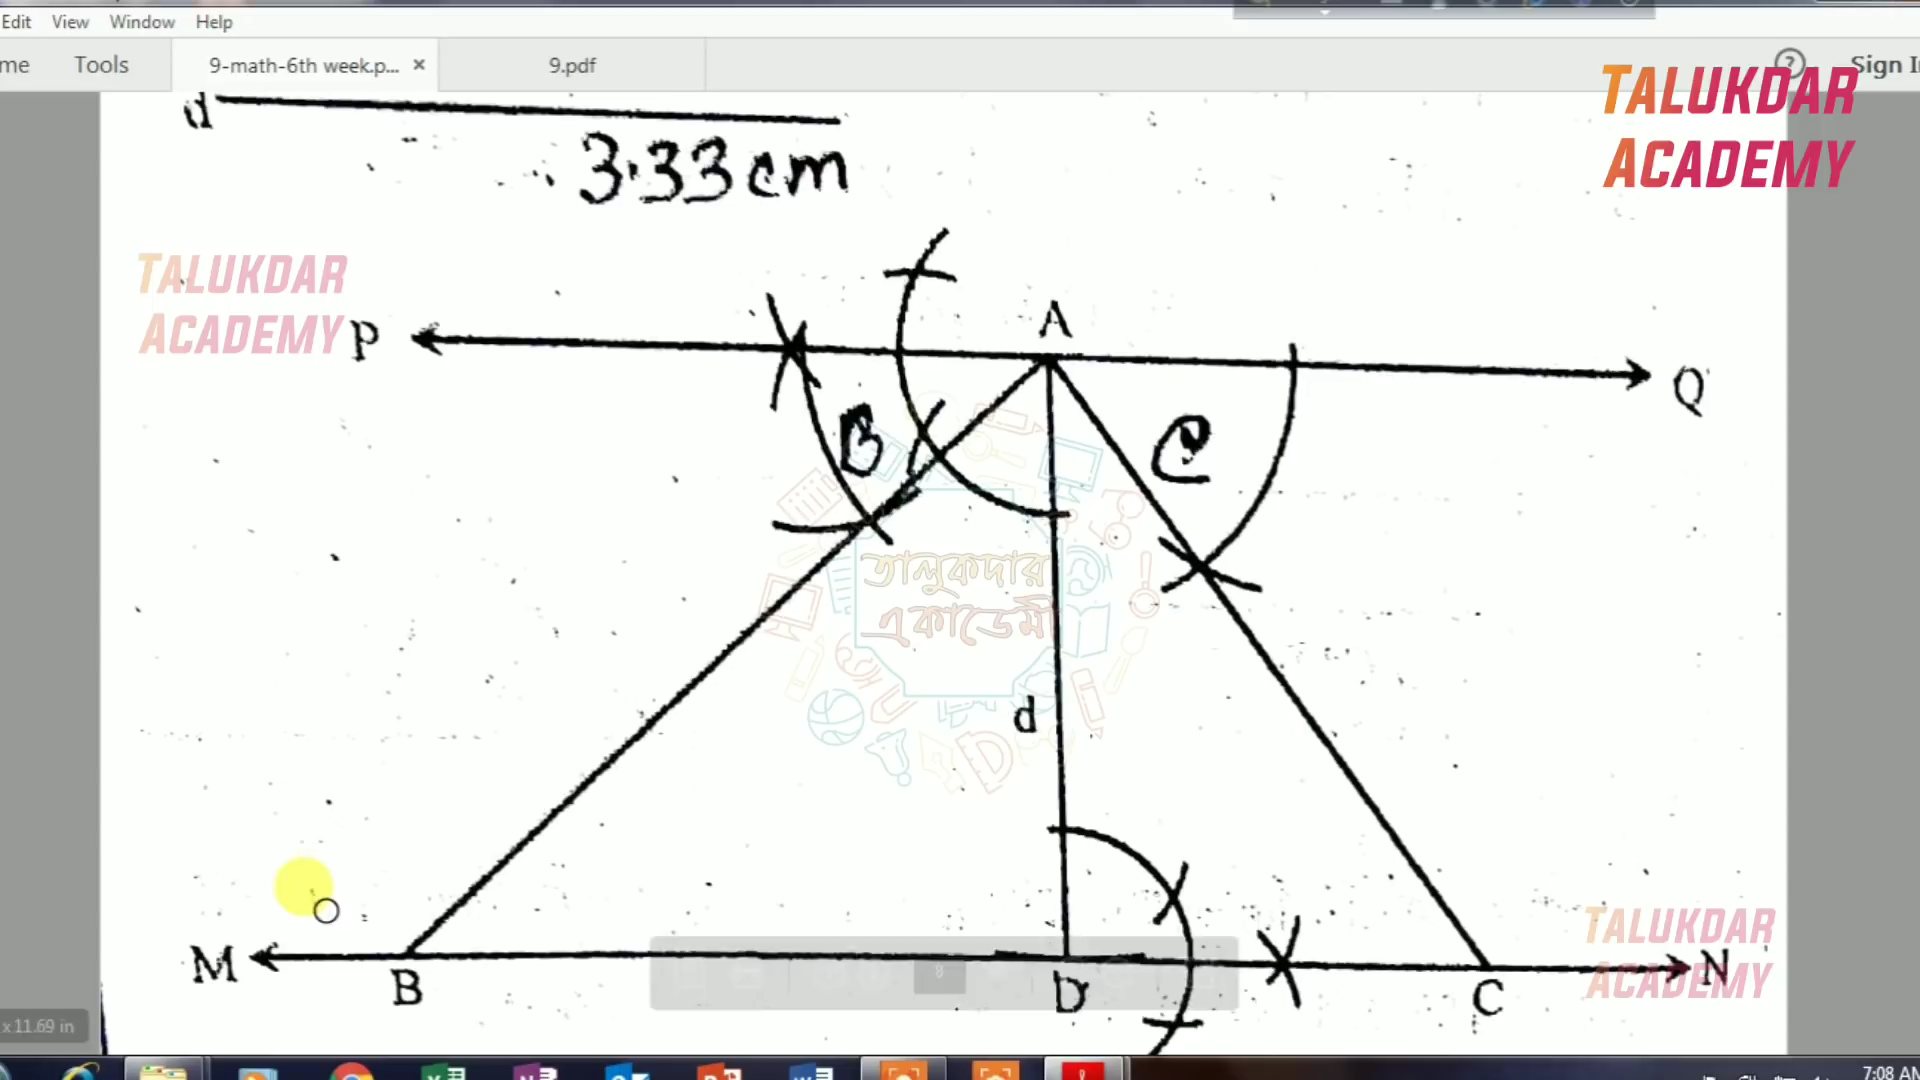 Edit View Window Help
me Tools 9-math-6th week.p... × 9.pdf ? Sign I
TALUKDAR
ACADEMY
d
3.33 cm
TALUKDAR
ACADEMY
P A Q
B C
তালুকদার
একাডেমী
d
TALUKDAR
ACADEMY
M B D C N
8
x 11.69 in
7:08 AM